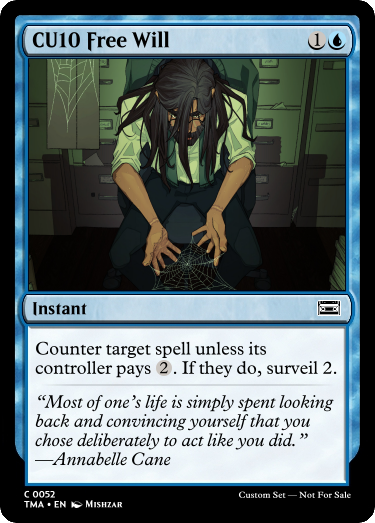 CU10 Free Will 1
Instant
Counter target spell unless its
controller pays 2. If they do, surveil 2.
“Most of one’s life is simply spent looking
back and convincing yourself that you
chose deliberately to act like you did.”
—Annabelle Cane
C 0052
TMA • EN Mishzar
Custom Set — Not For Sale